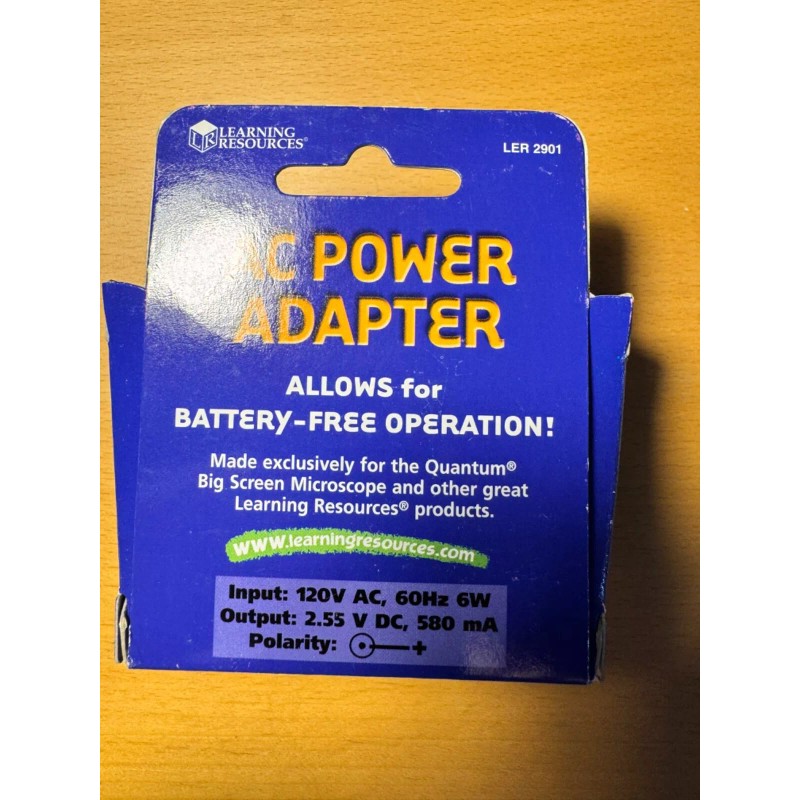 LEARNING
RESOURCES®
LER 2901
AC POWER
ADAPTER
ALLOWS for
BATTERY-FREE OPERATION!
Made exclusively for the Quantum®
Big Screen Microscope and other great
Learning Resources® products.
www.learningresources.com
Input: 120V AC, 60Hz 6W
Output: 2.55 V DC, 580 mA
Polarity: +